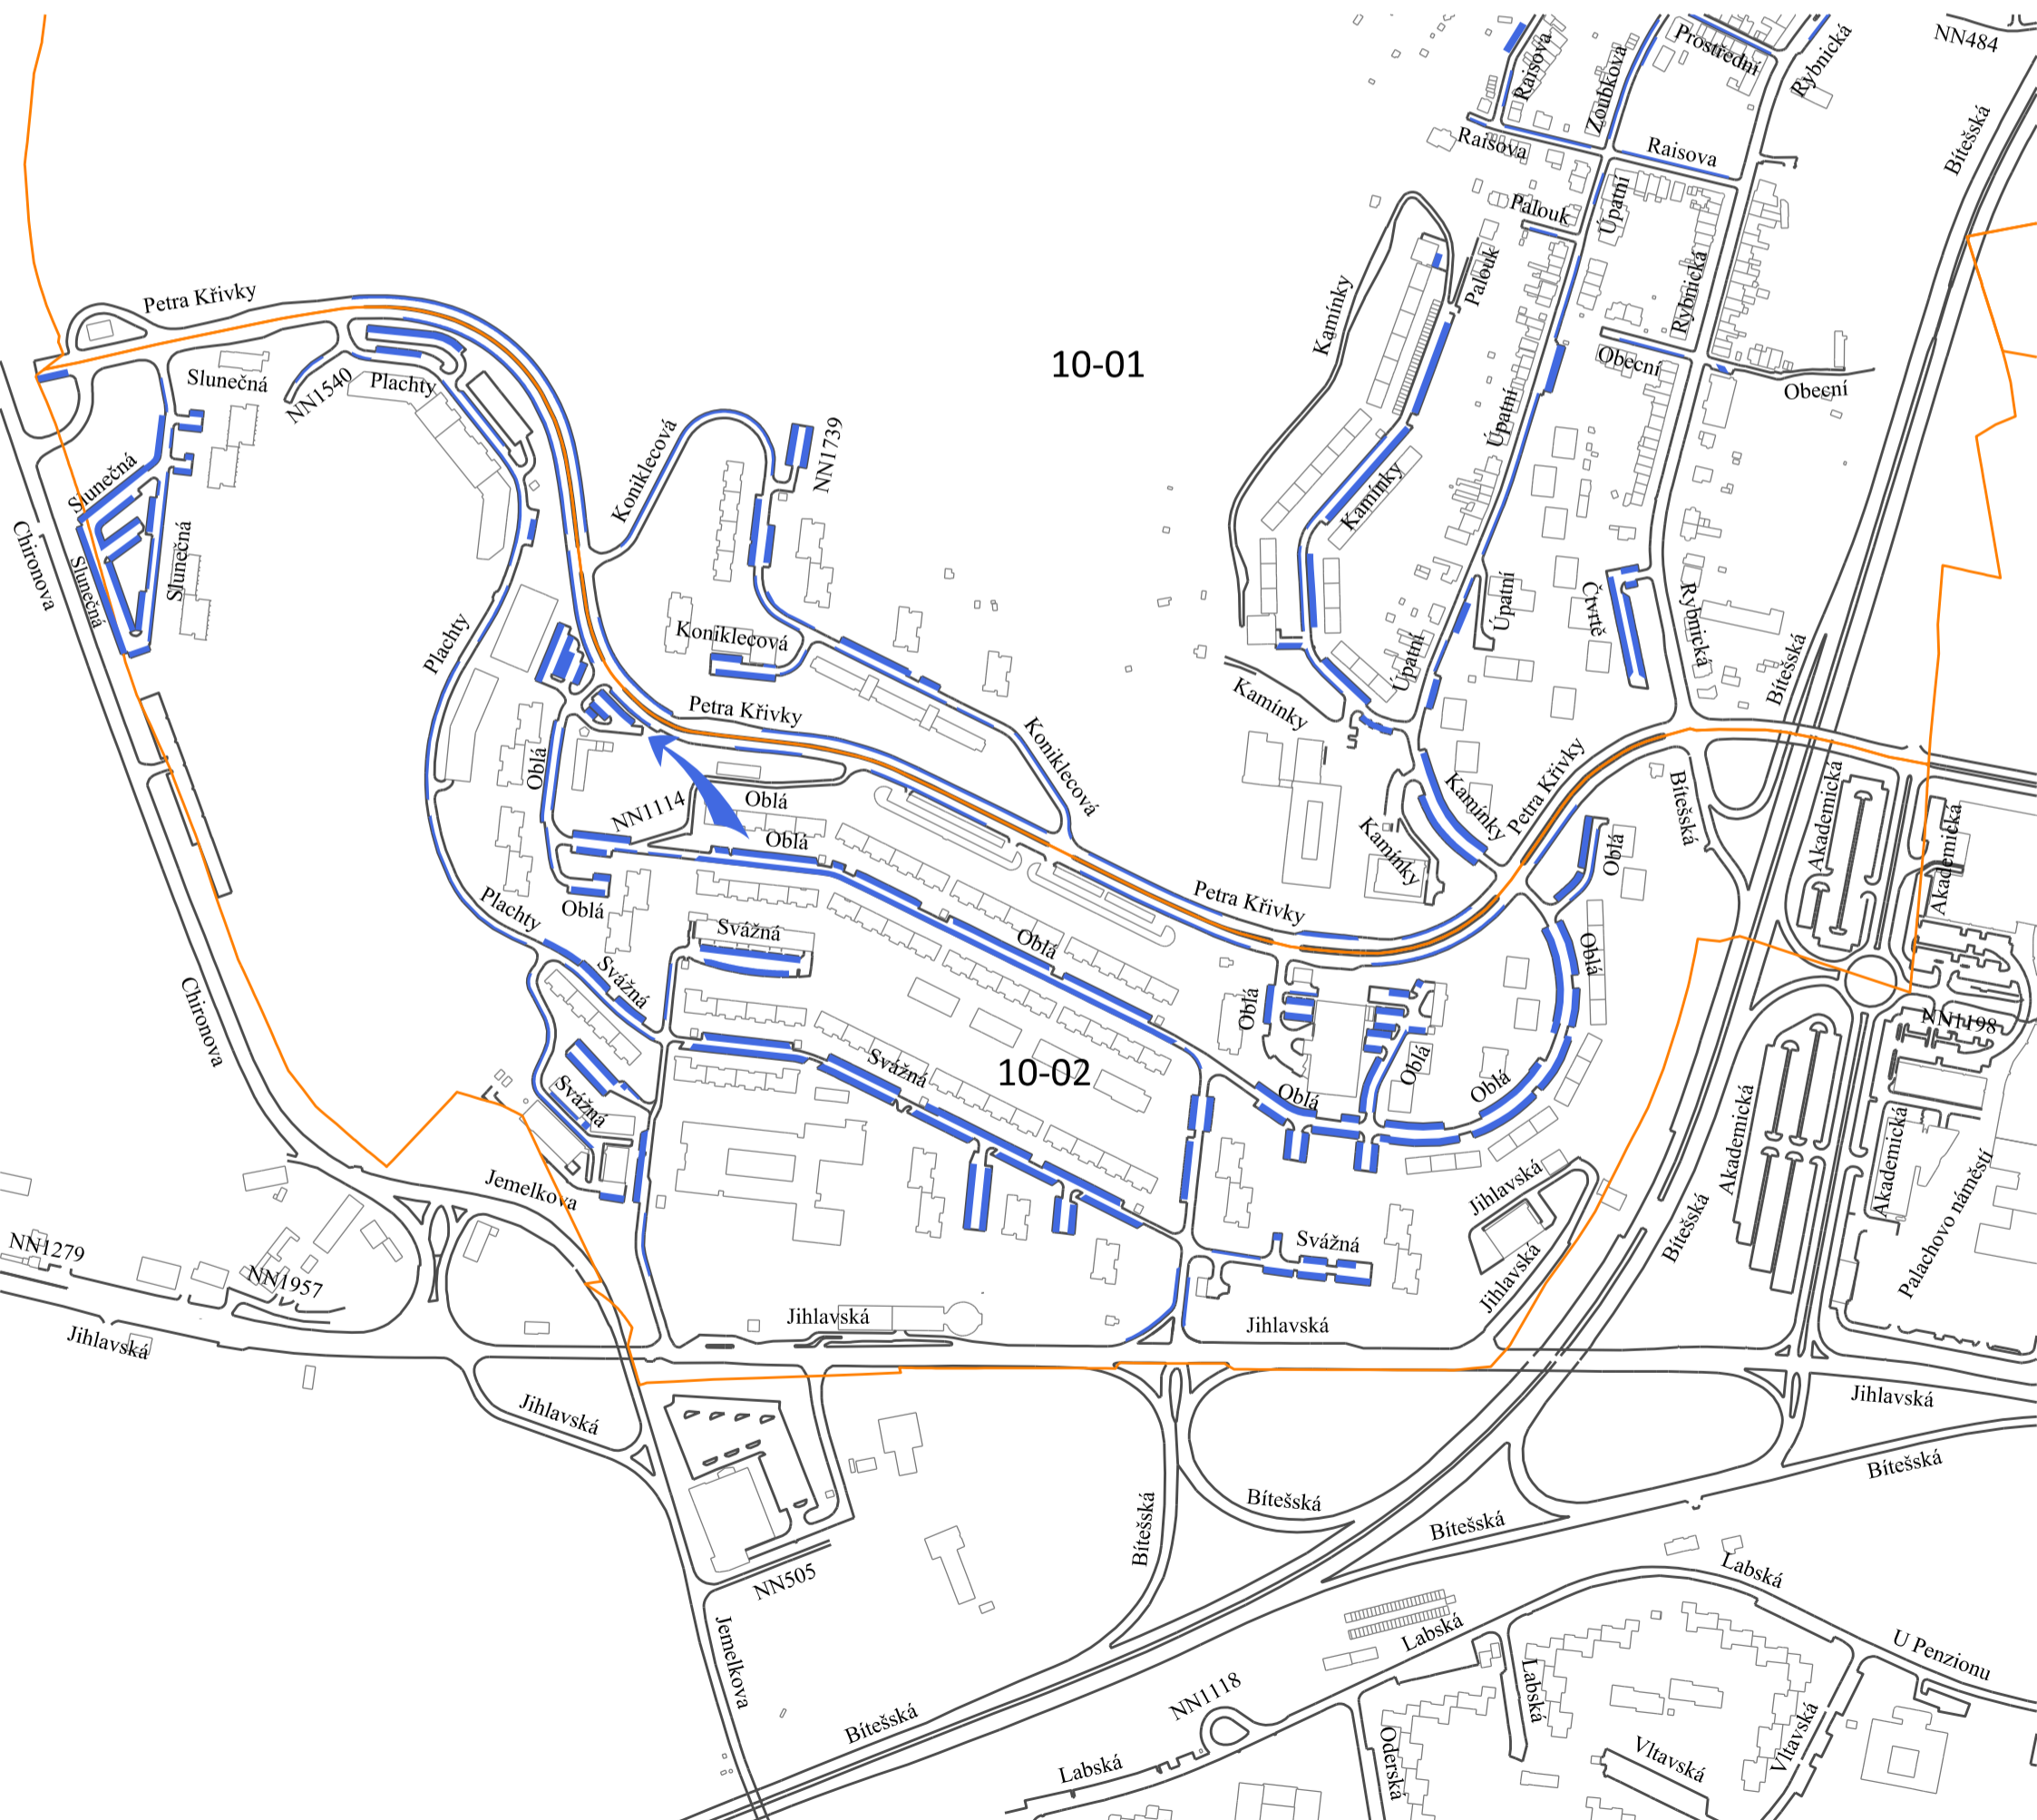 NN484
Prostřední
Rybnická
Raisova
Zoubkova
Bítešská
Raisova
Raisova
Úpatní
Palouk
Palouk
Rybnická
Kamínky
Petra Křivky
Obecní
10-01
Slunečná
Plachty
NN1540
Obecní
Úpatní
Koniklecová
NN1739
Slunečná
Kamínky
Chironova
Slunečná
Slunečná
Úpatní
Čtvrtě
Rybnická
Plachty
Koniklecová
Úpatní
Bítešská
Kamínky
Petra Křivky
Koniklecová
Oblá
Petra Křivky
Bítešská
Akademická
NN1114
Oblá
Oblá
Kamínky
Kamínky
Oblá
Akademická
Petra Křivky
Plachty
Oblá
Svážná
Oblá
Oblá
Svážná
Oblá
NN1198
Chironova
10-02
Svážná
Oblá
Oblá
Oblá
Svážná
Akademická
Akademická
Jemelkova
Jihlavská
Palachovo náměstí
Bítešská
NN1279
NN1957
Svážná
Jihlavská
Jihlavská
Jihlavská
Jihlavská
Jihlavská
Jihlavská
Bítešská
Bítešská
Bítešská
Bítešská
NN505
Labská
Labská
U Penzionu
Jemelkova
Labská
NN1118
Bítešská
Vltavská
Vltavská
Oderska
Labská